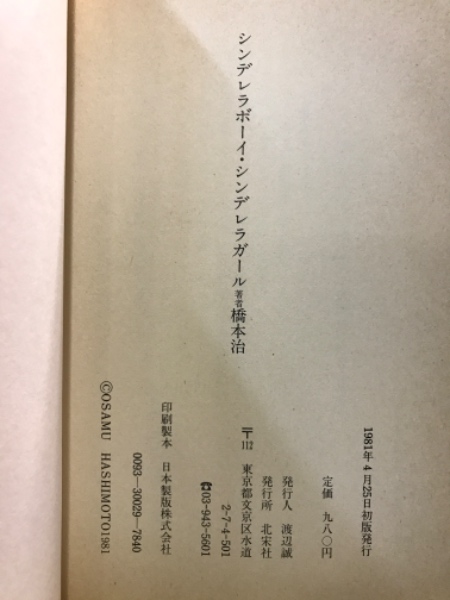 シンデレラボーイ・シンデレラガール 著者 橋本治
1981年4月25日初版発行
定価 九八〇円
発行人 渡辺誠
発行所 北宋社
〒112 東京都文京区水道
2-7-4-501
☎03-943-5601
印刷製本 日本製版株式会社
0093—30029—7840
©OSAMU HASHIMOTO1981